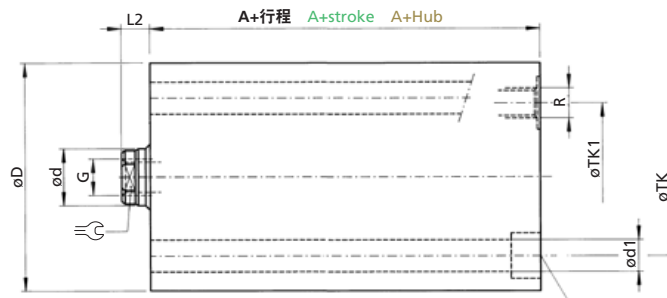 L2
A+行程 A+stroke A+Hub
øD
ød
G
R
øTK1
ød1
øTK